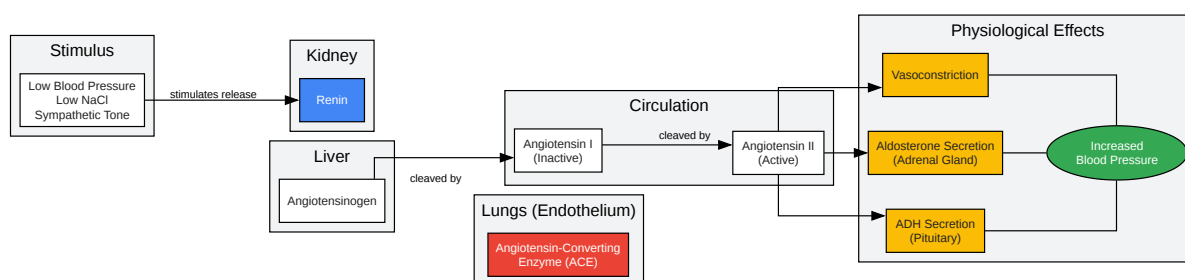 Stimulus
Low Blood Pressure
Low NaCl
Sympathetic Tone
stimulates release
Kidney
Renin
Liver
Angiotensinogen
cleaved by
Circulation
Angiotensin I
(Inactive)
cleaved by
Angiotensin II
(Active)
Lungs (Endothelium)
Angiotensin-Converting
Enzyme (ACE)
Physiological Effects
Vasoconstriction
Aldosterone Secretion
(Adrenal Gland)
ADH Secretion
(Pituitary)
Increased
Blood Pressure